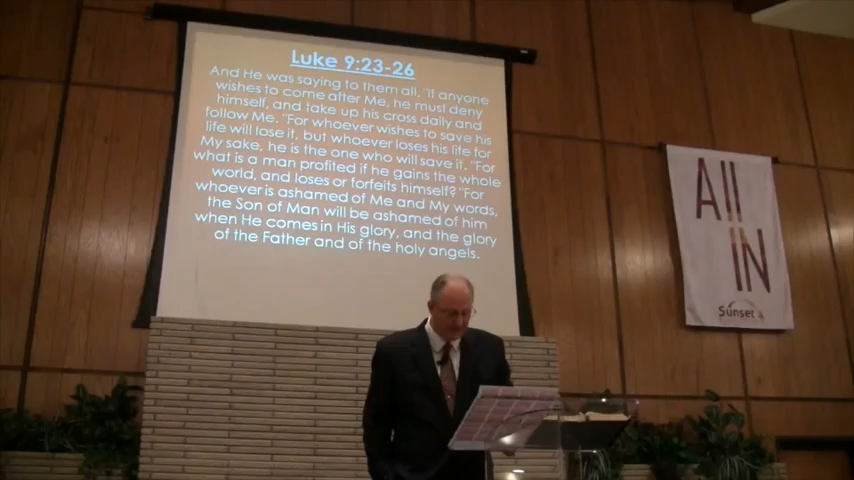 Luke 9:23-26
And He was saying to them all, "If anyone
wishes to come after Me, he must deny
himself, and take up his cross daily and
follow Me. "For whoever wishes to save his
life will lose it, but whoever loses his life for
My sake, he is the one who will save it. "For
what is a man profited if he gains the whole
world, and loses or forfeits himself? "For
whoever is ashamed of Me and My words,
the Son of Man will be ashamed of him
when He comes in His glory, and the glory
of the Father and of the holy angels.
All
IN
Sunset